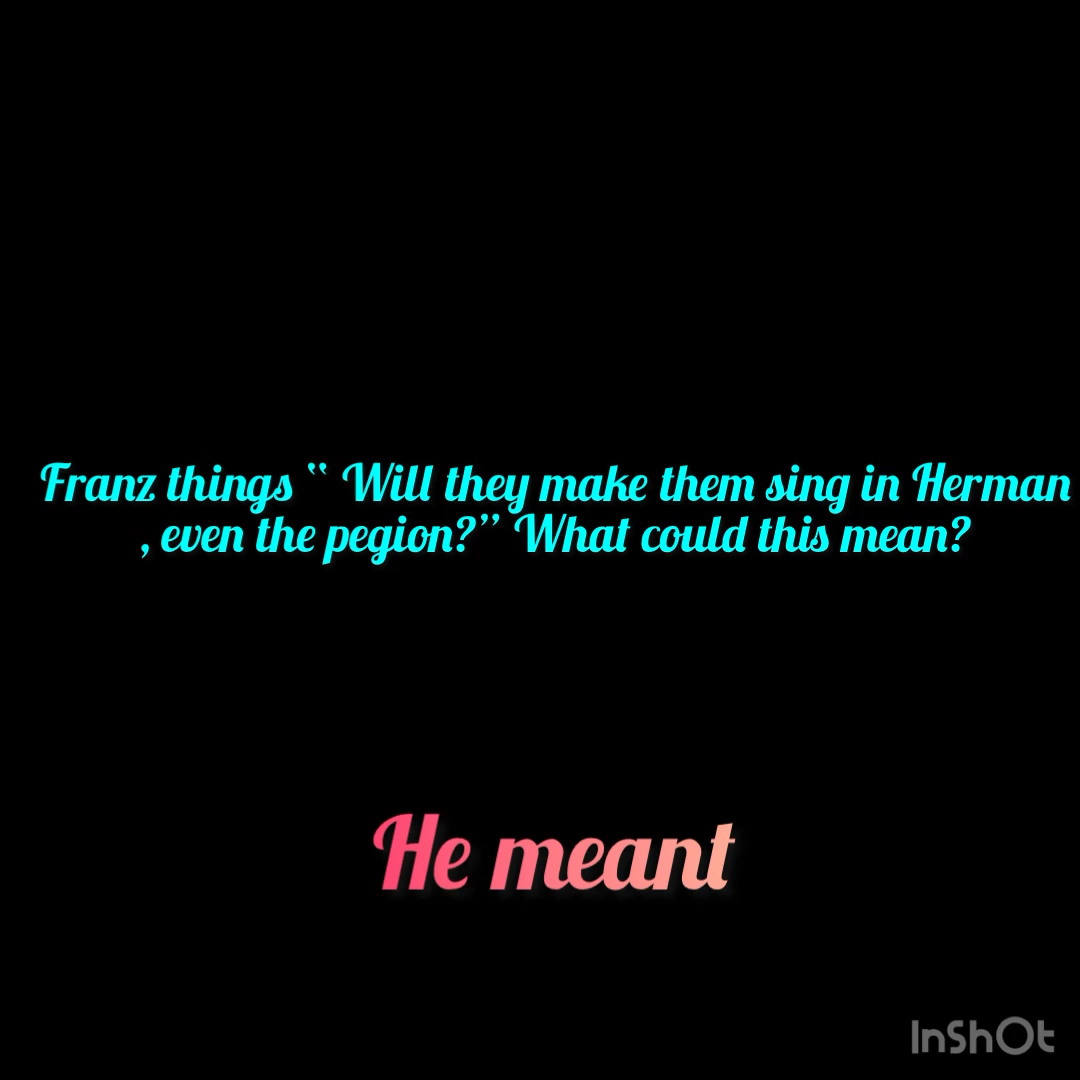 Franz things “ Will they make them sing in Herman
, even the pegion?” What could this mean?
He meant
InShOt